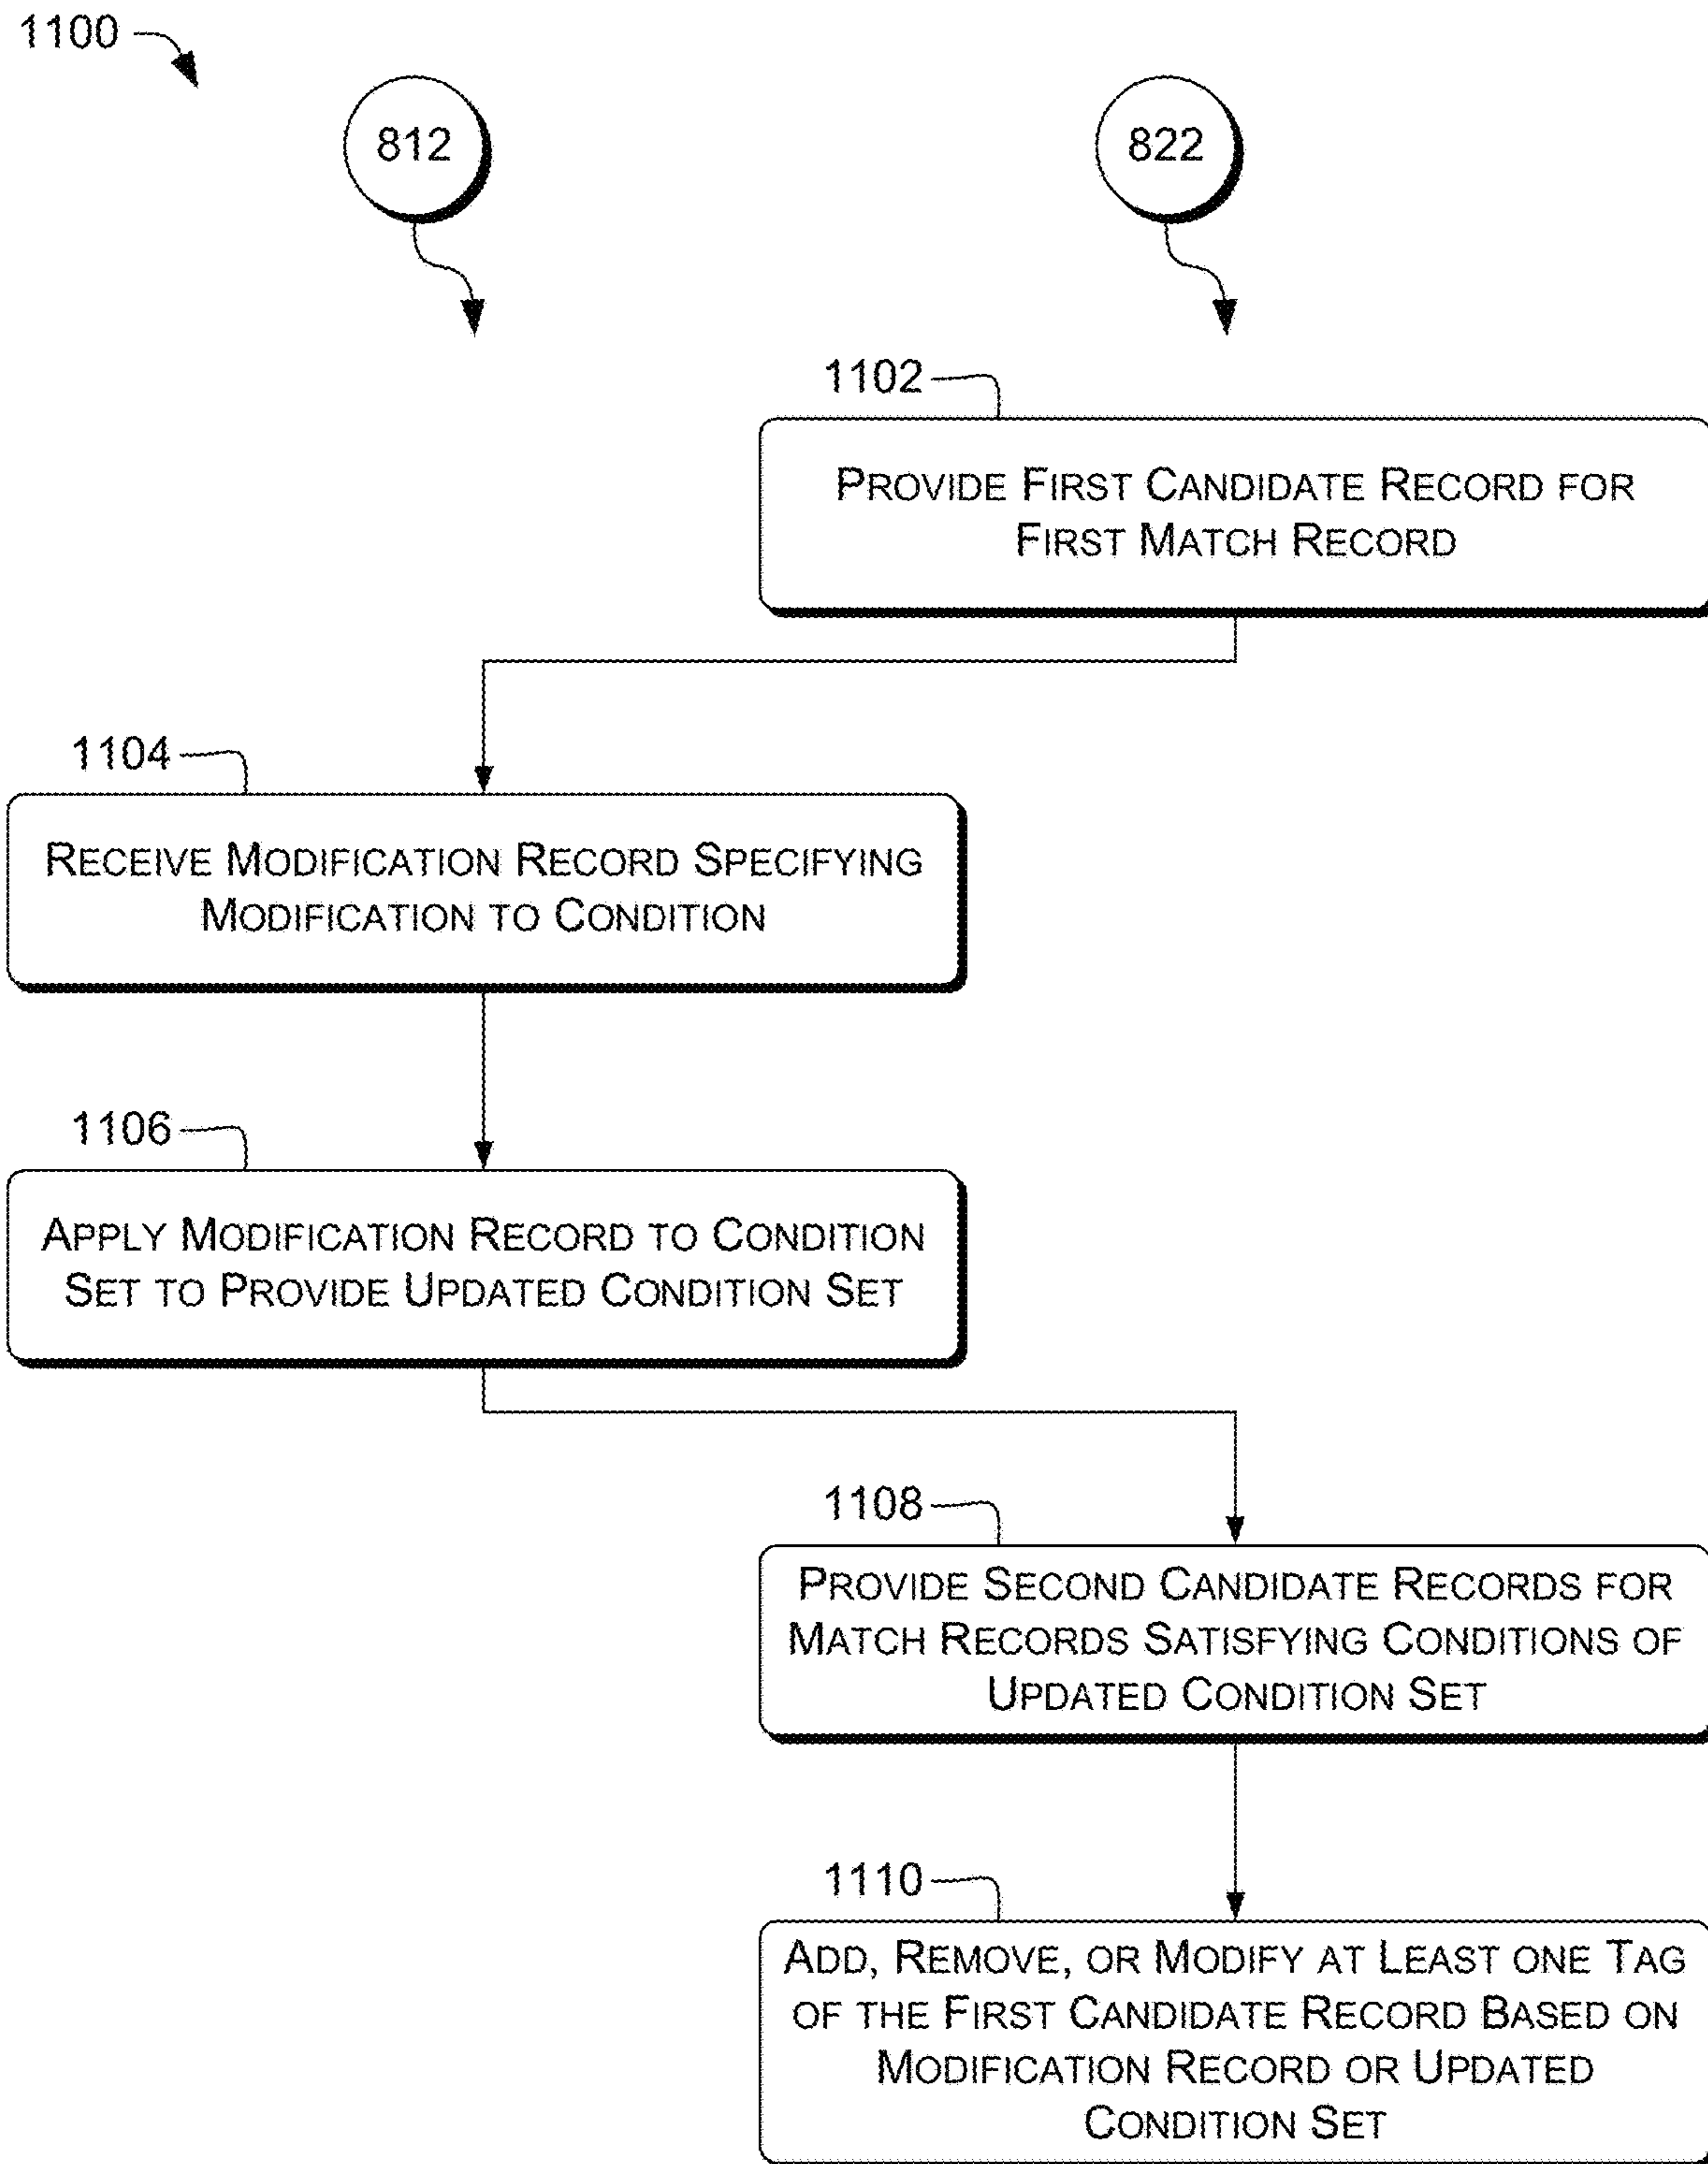 1100
812
822
1102
PROVIDE FIRST CANDIDATE RECORD FOR
FIRST MATCH RECORD
1104
RECEIVE MODIFICATION RECORD SPECIFYING
MODIFICATION TO CONDITION
1106
APPLY MODIFICATION RECORD TO CONDITION
SET TO PROVIDE UPDATED CONDITION SET
1108
PROVIDE SECOND CANDIDATE RECORDS FOR
MATCH RECORDS SATISFYING CONDITIONS OF
UPDATED CONDITION SET
1110
ADD, REMOVE, OR MODIFY AT LEAST ONE TAG
OF THE FIRST CANDIDATE RECORD BASED ON
MODIFICATION RECORD OR UPDATED
CONDITION SET